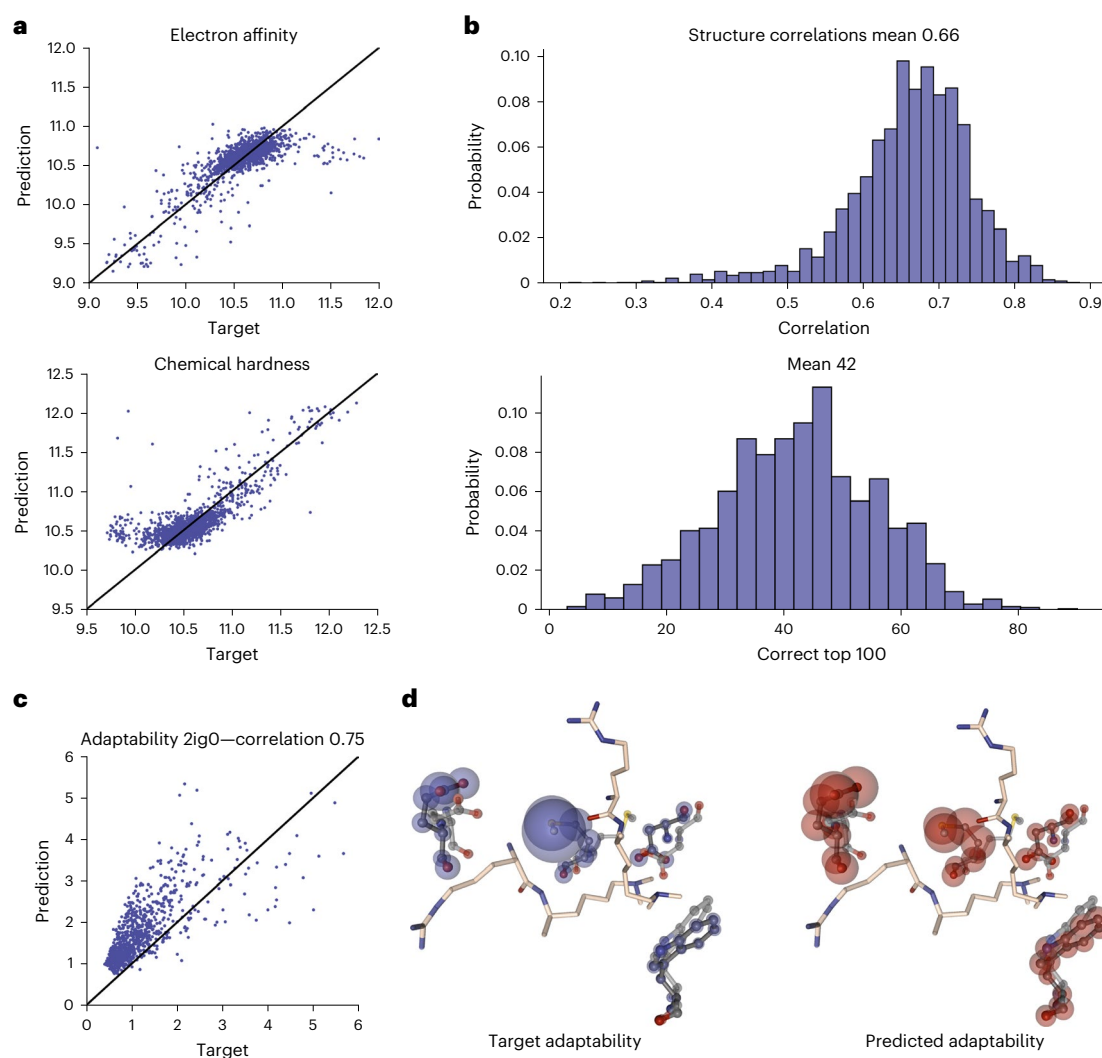 a
Electron affinity
12.0
11.5
11.0
10.5
10.0
9.5
9.0
Prediction
9.0 9.5 10.0 10.5 11.0 11.5 12.0
Target
Chemical hardness
12.5
12.0
11.5
11.0
10.5
10.0
9.5
Prediction
9.5 10.0 10.5 11.0 11.5 12.0 12.5
Target
b
Structure correlations mean 0.66
0.10
0.08
0.06
0.04
0.02
0
Probability
0.2 0.3 0.4 0.5 0.6 0.7 0.8 0.9
Correlation
Mean 42
0.10
0.08
0.06
0.04
0.02
0
Probability
0 20 40 60 80
Correct top 100
c
Adaptability 2ig0—correlation 0.75
6
5
4
3
2
1
0
Prediction
0 1 2 3 4 5 6
Target
d
Target adaptability
Predicted adaptability